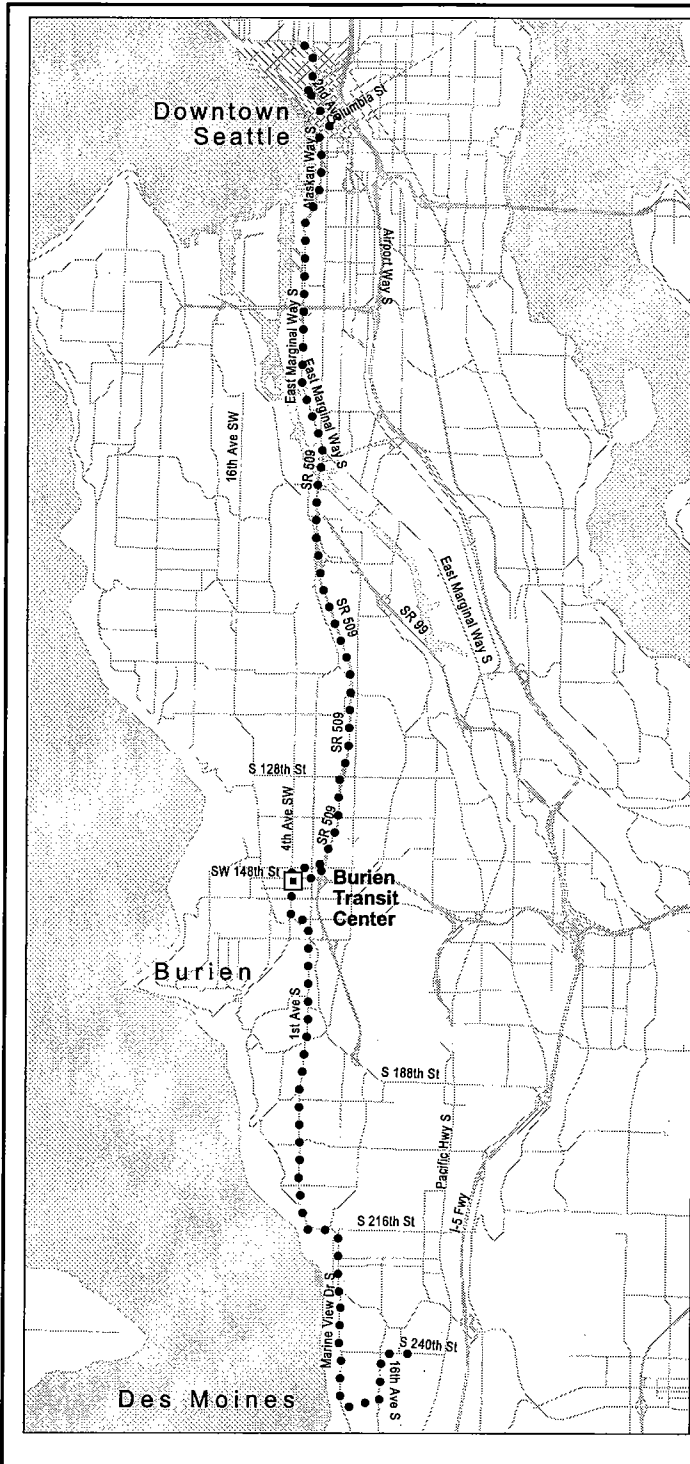 Downtown
Seattle
2nd Ave
Columbia St
Alaskan Way S
Airport Way S
East Marginal Way S
East Marginal Way S
16th Ave SW
SR 509
East Marginal Way S
SR 99
SR 509
SR 509
S 128th St
4th Ave SW
SR 509
SW 148th St
Burien
Transit
Center
Burien
1st Ave S
S 188th St
Pacific Hwy S
I-5 Fwy
S 216th St
Marine View Dr S
S 240th St
16th Ave S
Des Moines